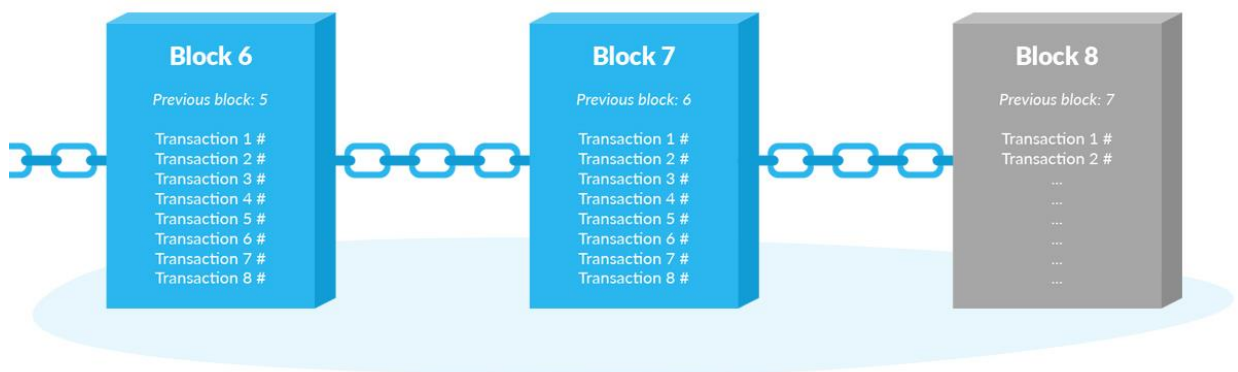 Block 6
Previous block: 5
Transaction 1 #
Transaction 2 #
Transaction 3 #
Transaction 4 #
Transaction 5 #
Transaction 6 #
Transaction 7 #
Transaction 8 #
Block 7
Previous block: 6
Transaction 1 #
Transaction 2 #
Transaction 3 #
Transaction 4 #
Transaction 5 #
Transaction 6 #
Transaction 7 #
Transaction 8 #
Block 8
Previous block: 7
Transaction 1 #
Transaction 2 #
...
...
...
...
...
...